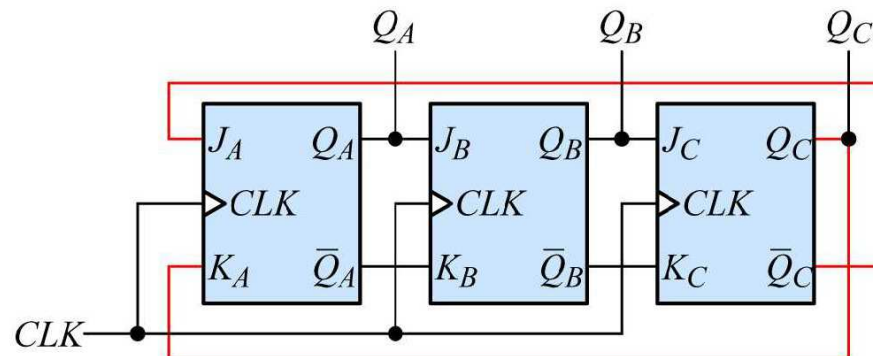 Q_A Q_B Q_C
J_A Q_A J_B Q_B J_C Q_C
CLK CLK CLK
K_A Q̅_A K_B Q̅_B K_C Q̅_C
CLK